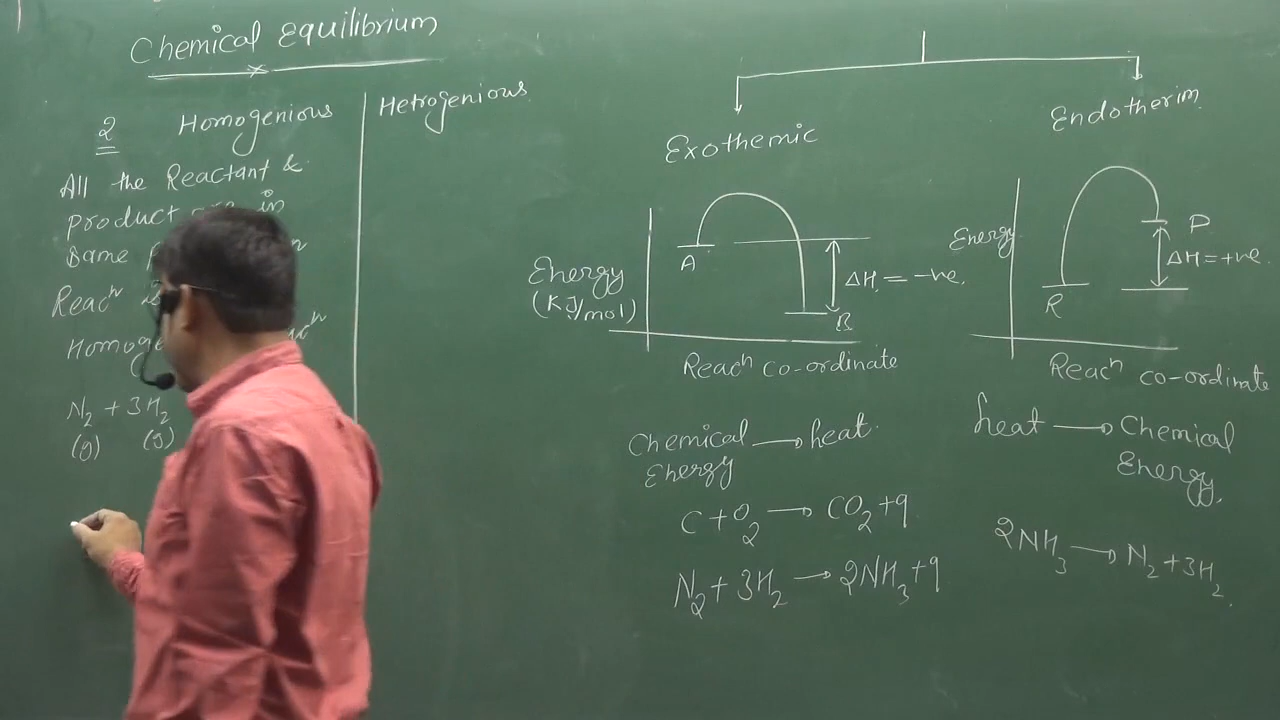 Chemical Equilibrium
2 Homogenious
Hetrogenious
All the Reactant &
product in
Same
Reacⁿ
N₂ + 3H₂
(g) (g)
Exothemic
Energy
(KJ/mol)
A
ΔH = -ve.
B
Reacⁿ co-ordinate
Chemical → heat
Energy
C + O₂ → CO₂ + q
N₂ + 3H₂ → 2NH₃ + q
Endotherim
Energy
P
ΔH = +ve
R
Reacⁿ co-ordinate
heat → Chemical
Energy.
2NH₃ → N₂ + 3H₂.